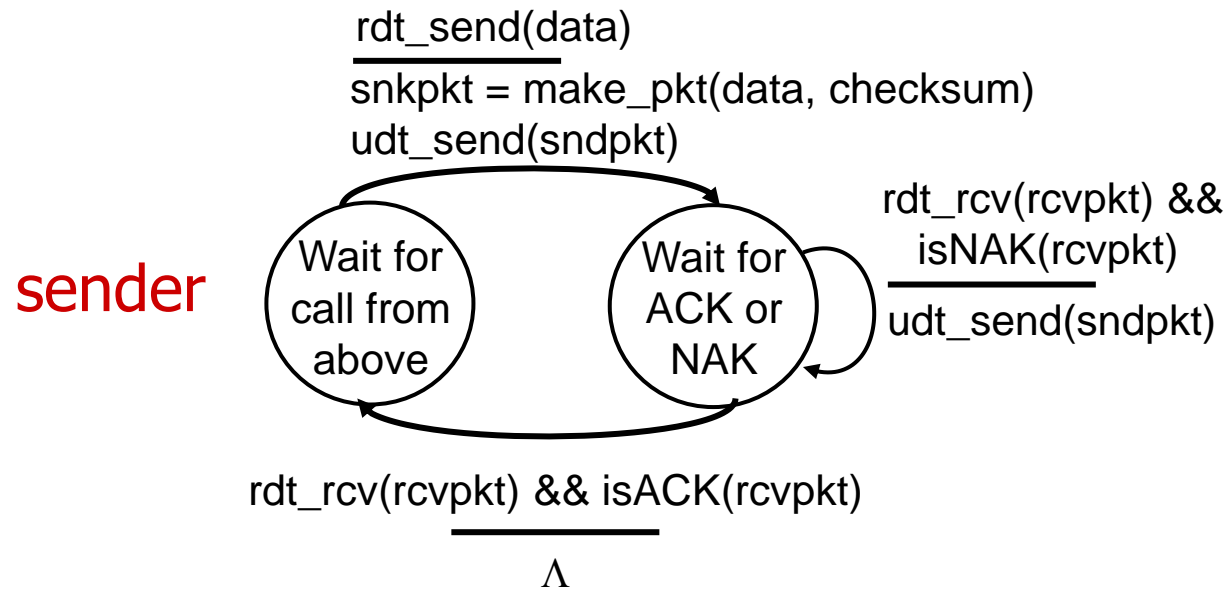 rdt_send(data)
snkpkt = make_pkt(data, checksum)
udt_send(sndpkt)
sender
Wait for
call from
above
Wait for
ACK or
NAK
rdt_rcv(rcvpkt) &&
isNAK(rcvpkt)
udt_send(sndpkt)
rdt_rcv(rcvpkt) && isACK(rcvpkt)
Λ